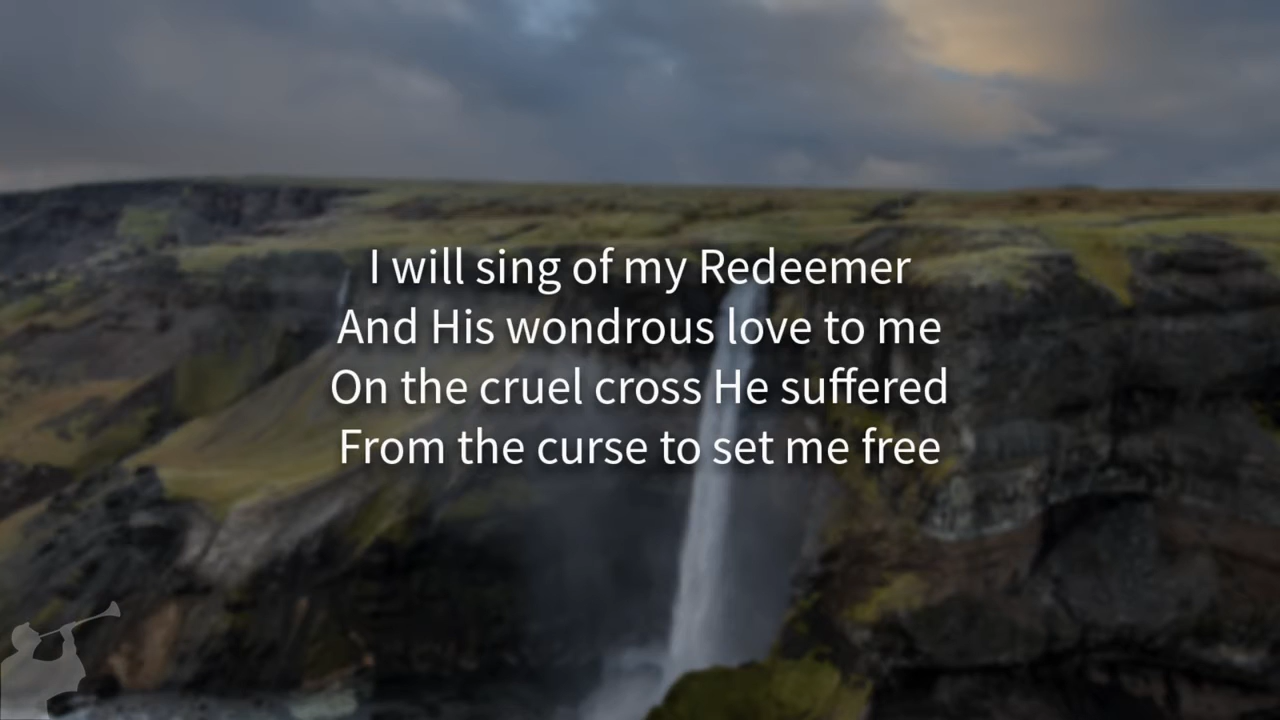 I will sing of my Redeemer
And His wondrous love to me
On the cruel cross He suffered
From the curse to set me free